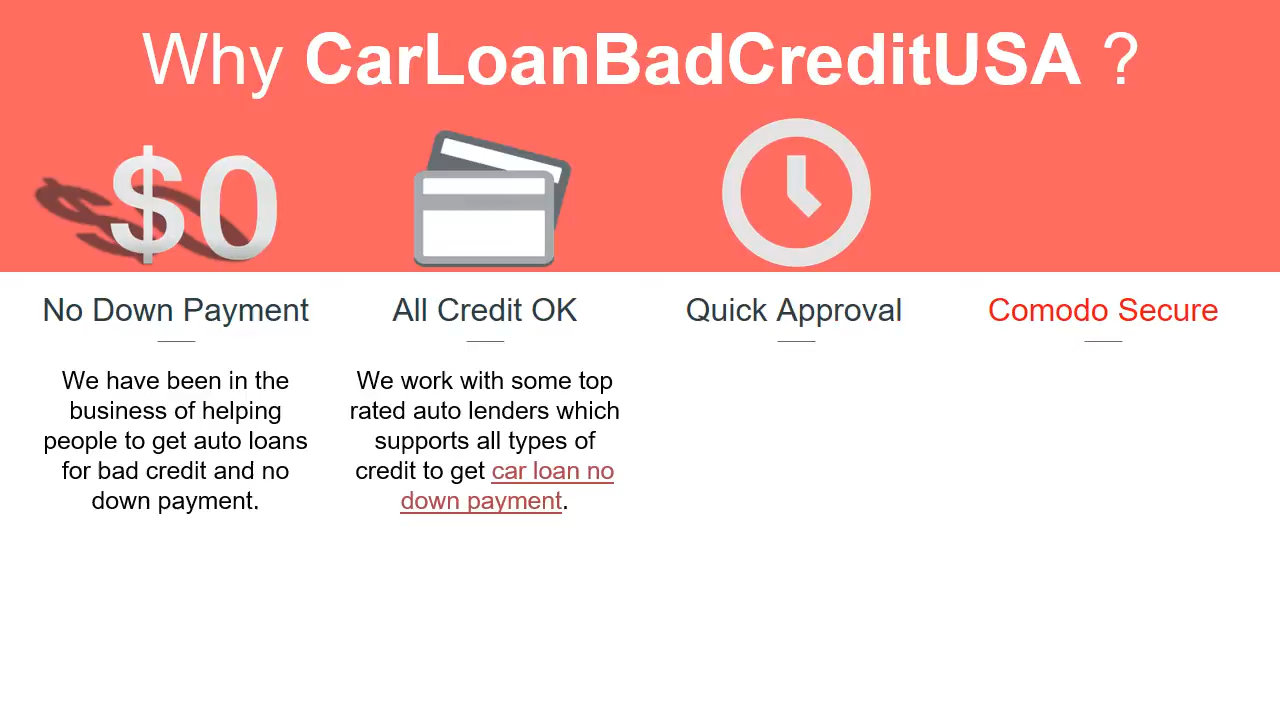 Why CarLoanBadCreditUSA ?
$0
No Down Payment
We have been in the
business of helping
people to get auto loans
for bad credit and no
down payment.
All Credit OK
We work with some top
rated auto lenders which
supports all types of
credit to get car loan no
down payment.
Quick Approval
Comodo Secure